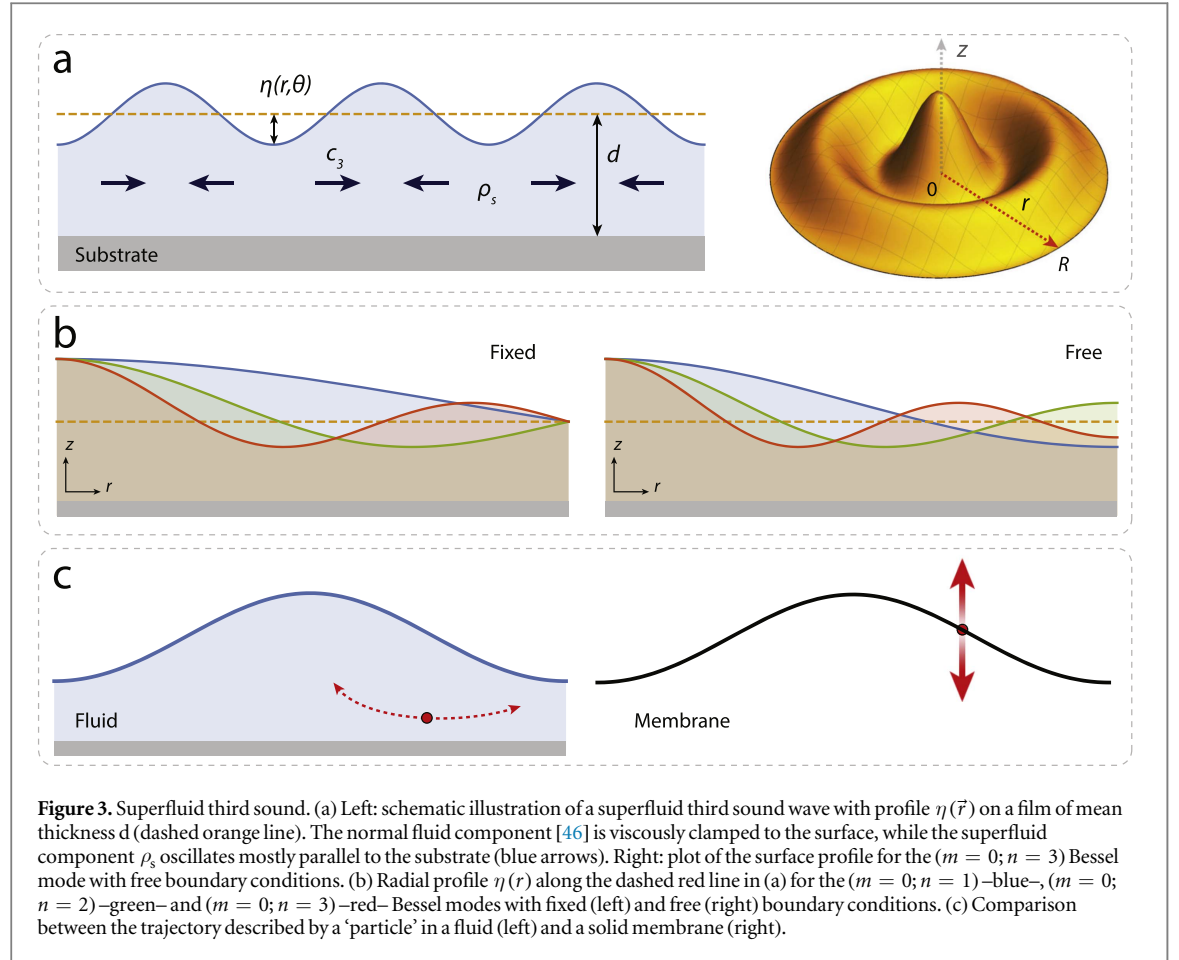 a
η(r,θ)
c₃
d
ρₛ
Substrate
z
0
r
R
b
Fixed
z
r
Free
z
r
c
Fluid
Membrane
Figure 3. Superfluid third sound. (a) Left: schematic illustration of a superfluid third sound wave with profile η(r⃗) on a film of mean
thickness d (dashed orange line). The normal fluid component [46] is viscously clamped to the surface, while the superfluid
component ρₛ oscillates mostly parallel to the substrate (blue arrows). Right: plot of the surface profile for the (m = 0; n = 3) Bessel
mode with free boundary conditions. (b) Radial profile η(r) along the dashed red line in (a) for the (m = 0; n = 1) –blue–, (m = 0;
n = 2) –green– and (m = 0; n = 3) –red– Bessel modes with fixed (left) and free (right) boundary conditions. (c) Comparison
between the trajectory described by a ‘particle’ in a fluid (left) and a solid membrane (right).